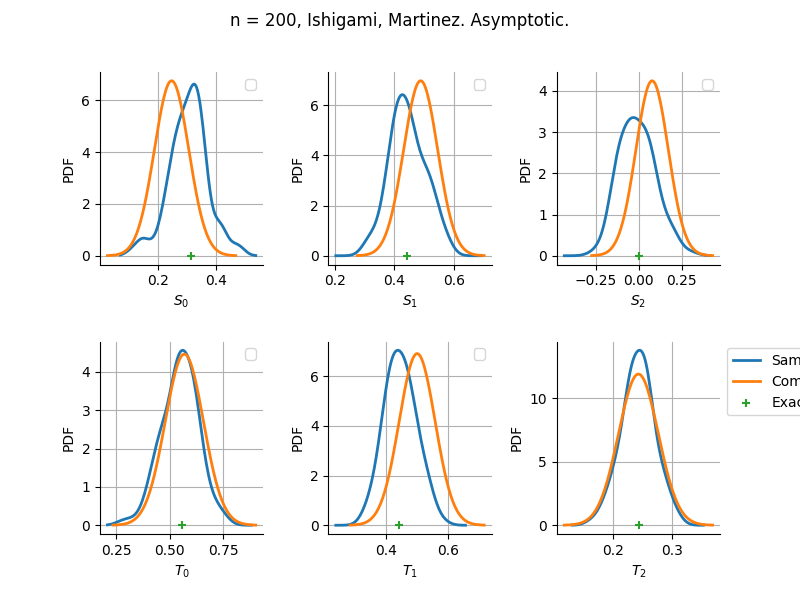 n = 200, Ishigami, Martinez. Asymptotic.
PDF
6
4
2
0
0.2
0.4
S₀
PDF
6
4
2
0
0.2
0.4
0.6
S₁
PDF
4
3
2
1
0
−0.25
0.00
0.25
S₂
PDF
4
3
2
1
0
0.25
0.50
0.75
T₀
PDF
6
4
2
0
0.4
0.6
T₁
PDF
10
5
0
0.2
0.3
T₂
Sam
Com
Exac